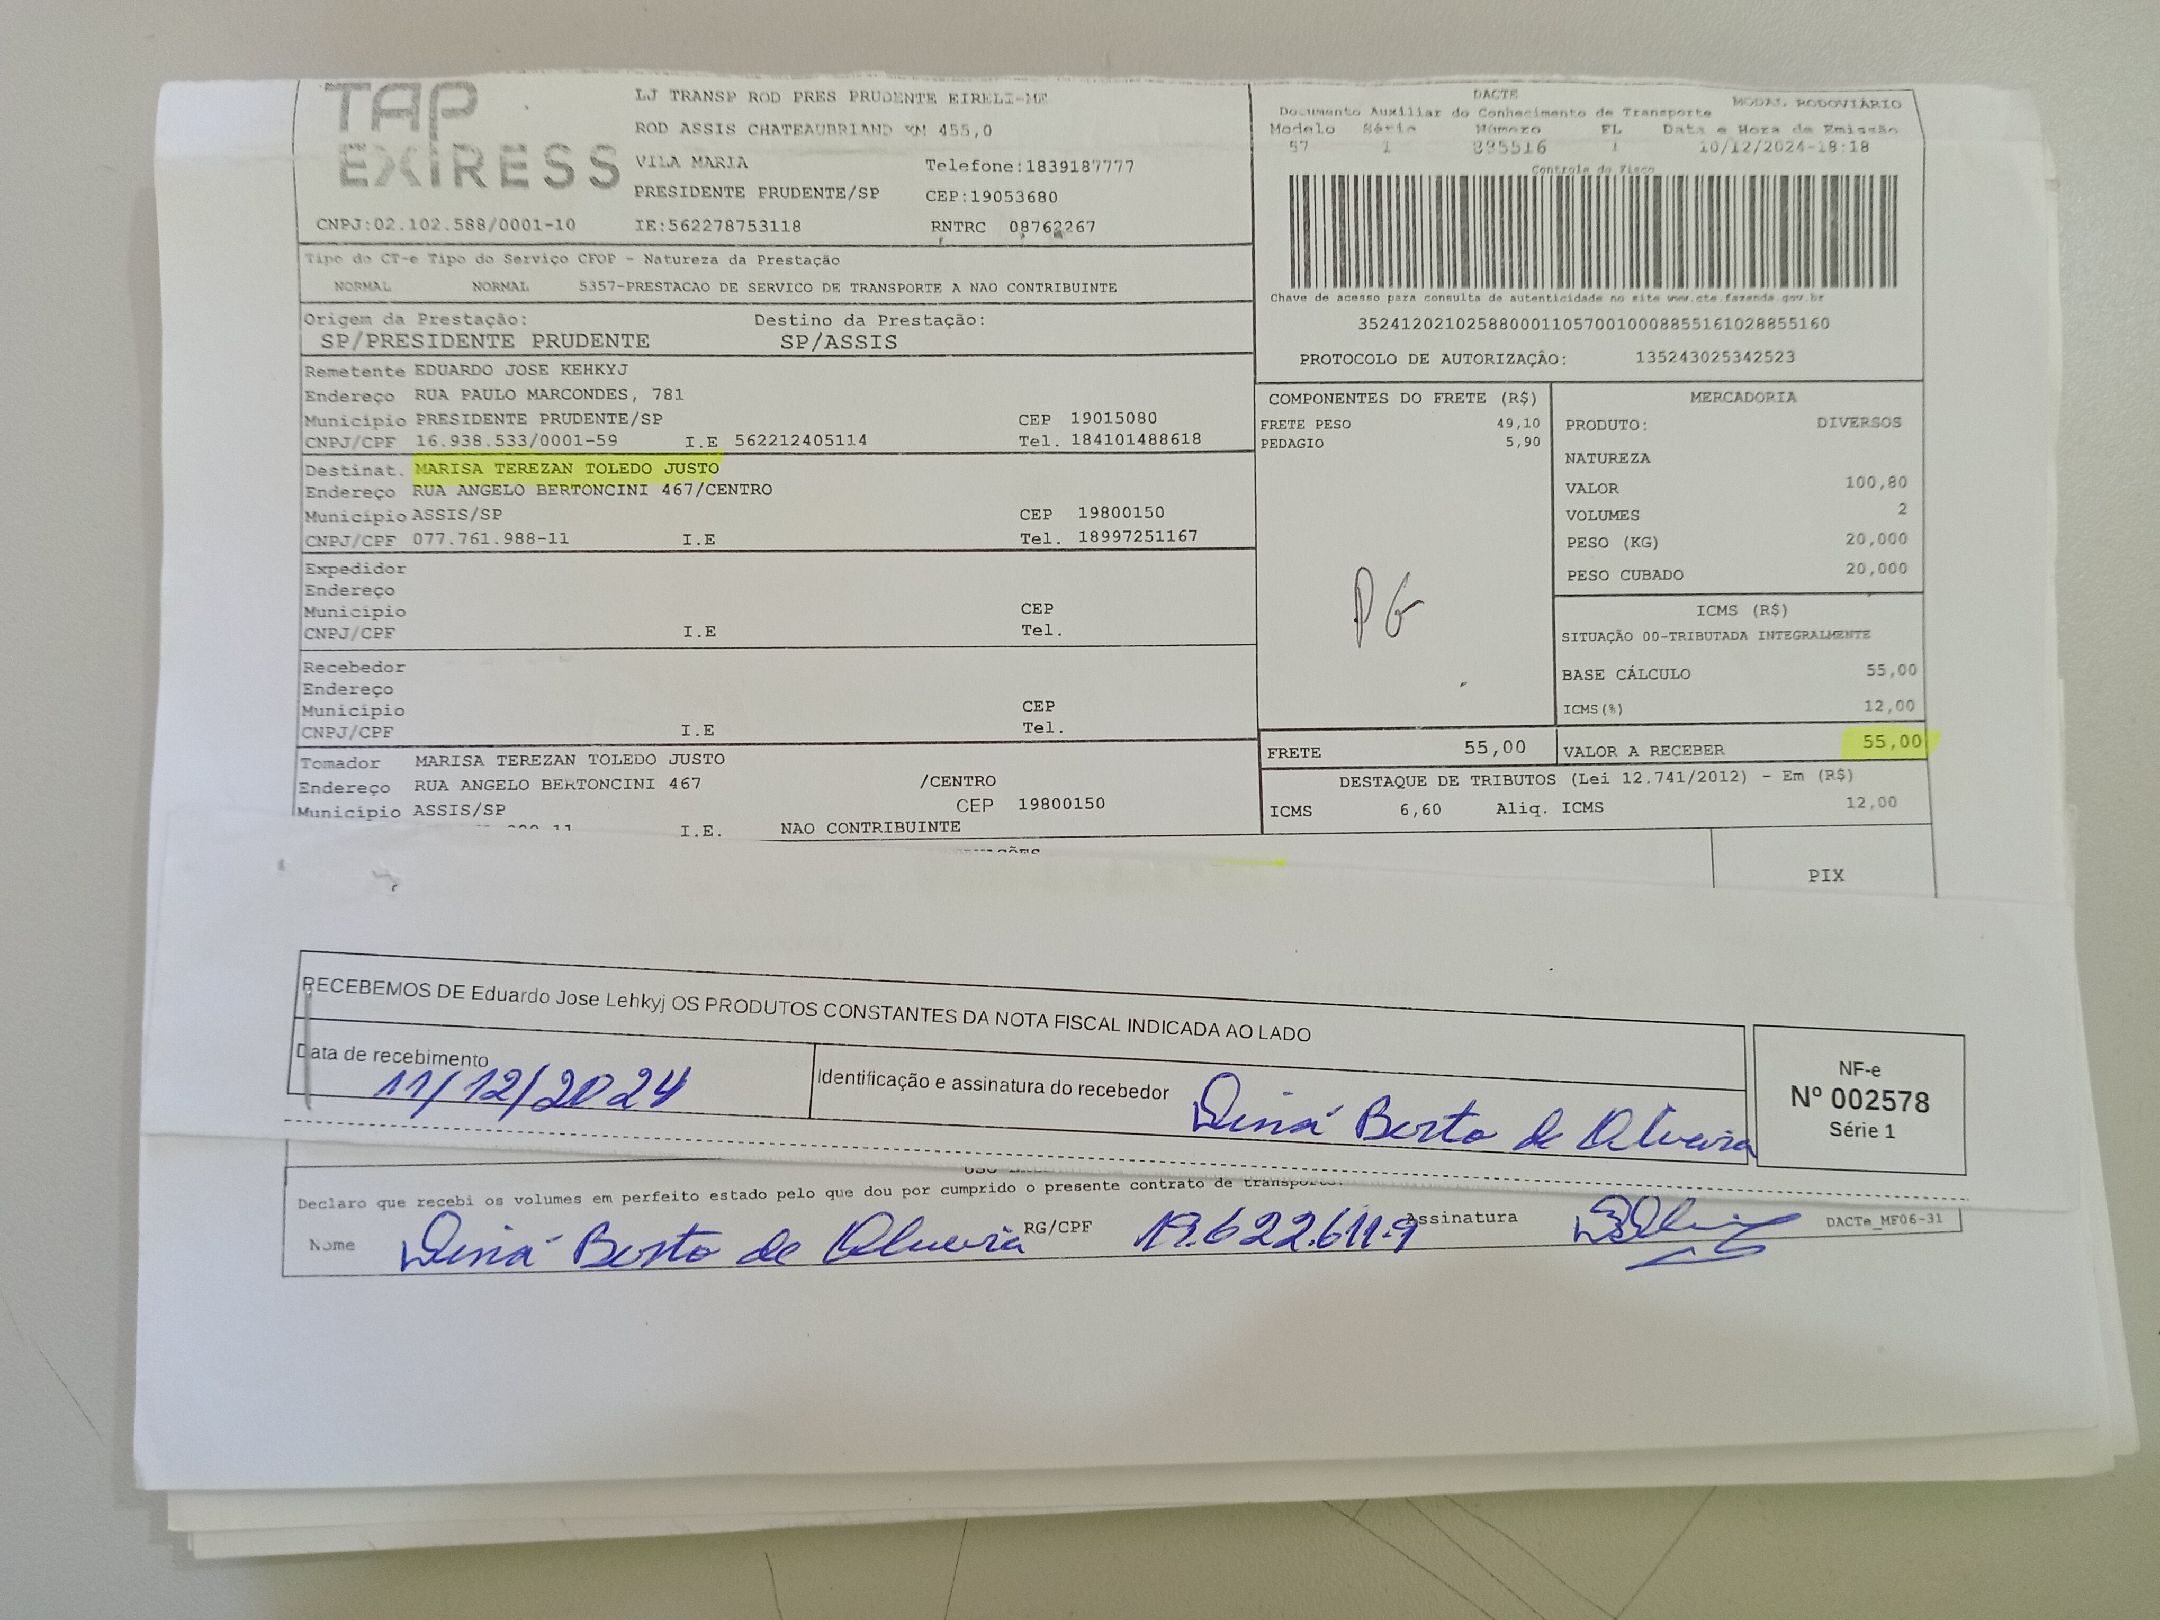 TAP
EXPRESS
LJ TRANSP ROD PRES PRUDENTE EIRELI-ME
ROD ASSIS CHATEAUBRIAND KM 455,0
VILA MARIA Telefone:1839187777
PRESIDENTE PRUDENTE/SP CEP:19053680
CNPJ:02.102.588/0001-10 IE:562278753118 RNTRC 08762267
DACTE MODAL RODOVIÁRIO
Documento Auxiliar do Conhecimento de Transporte
Modelo Série Número FL Data e Hora de Emissão
57 1 885516 1 10/12/2024-18:18
Controle do Fisco
Chave de acesso para consulta de autenticidade no site www.cte.fazenda.gov.br
35241202102588000110570010008855161028855160
PROTOCOLO DE AUTORIZAÇÃO: 135243025342523
Tipo do CT-e Tipo do Serviço CFOP - Natureza da Prestação
NORMAL NORMAL 5357-PRESTACAO DE SERVICO DE TRANSPORTE A NAO CONTRIBUINTE
Origem da Prestação: Destino da Prestação:
SP/PRESIDENTE PRUDENTE SP/ASSIS
Remetente EDUARDO JOSE KEHKYJ
Endereço RUA PAULO MARCONDES, 781
Município PRESIDENTE PRUDENTE/SP CEP 19015080
CNPJ/CPF 16.938.533/0001-59 I.E 562212405114 Tel. 184101488618
Destinat. MARISA TEREZAN TOLEDO JUSTO
Endereço RUA ANGELO BERTONCINI 467/CENTRO
Município ASSIS/SP CEP 19800150
CNPJ/CPF 077.761.988-11 I.E Tel. 18997251167
Expedidor
Endereço
Município CEP
CNPJ/CPF I.E Tel.
Recebedor
Endereço
Município CEP
CNPJ/CPF I.E Tel.
Tomador MARISA TEREZAN TOLEDO JUSTO
Endereço RUA ANGELO BERTONCINI 467 /CENTRO
Município ASSIS/SP CEP 19800150
I.E. NAO CONTRIBUINTE
COMPONENTES DO FRETE (R$)
FRETE PESO 49,10
PEDAGIO 5,90
PG
FRETE 55,00
MERCADORIA
PRODUTO: DIVERSOS
NATUREZA
VALOR 100,80
VOLUMES 2
PESO (KG) 20,000
PESO CUBADO 20,000
ICMS (R$)
SITUAÇÃO 00-TRIBUTADA INTEGRALMENTE
BASE CÁLCULO 55,00
ICMS(%) 12,00
VALOR A RECEBER 55,00
DESTAQUE DE TRIBUTOS (Lei 12.741/2012) - Em (R$)
ICMS 6,60 Aliq. ICMS 12,00
PIX
RECEBEMOS DE Eduardo Jose Lehkyj OS PRODUTOS CONSTANTES DA NOTA FISCAL INDICADA AO LADO
Data de recebimento
11/12/2024
Identificação e assinatura do recebedor
Diná Berto de Oliveira
NF-e
Nº 002578
Série 1
Declaro que recebi os volumes em perfeito estado pelo que dou por cumprido o presente contrato de transporte.
Nome Diná Berto de Oliveira RG/CPF 19.622.611-9 Assinatura
DACTe_MF06-31